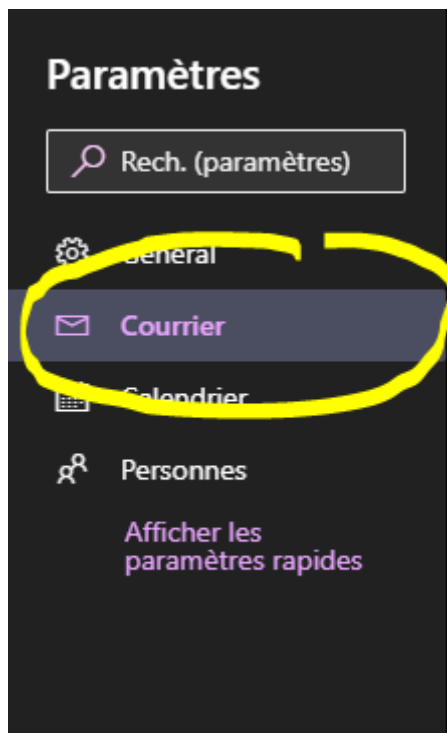 Paramètres
Rech. (paramètres)
Général
Courrier
Calendrier
Personnes
Afficher les
paramètres rapides